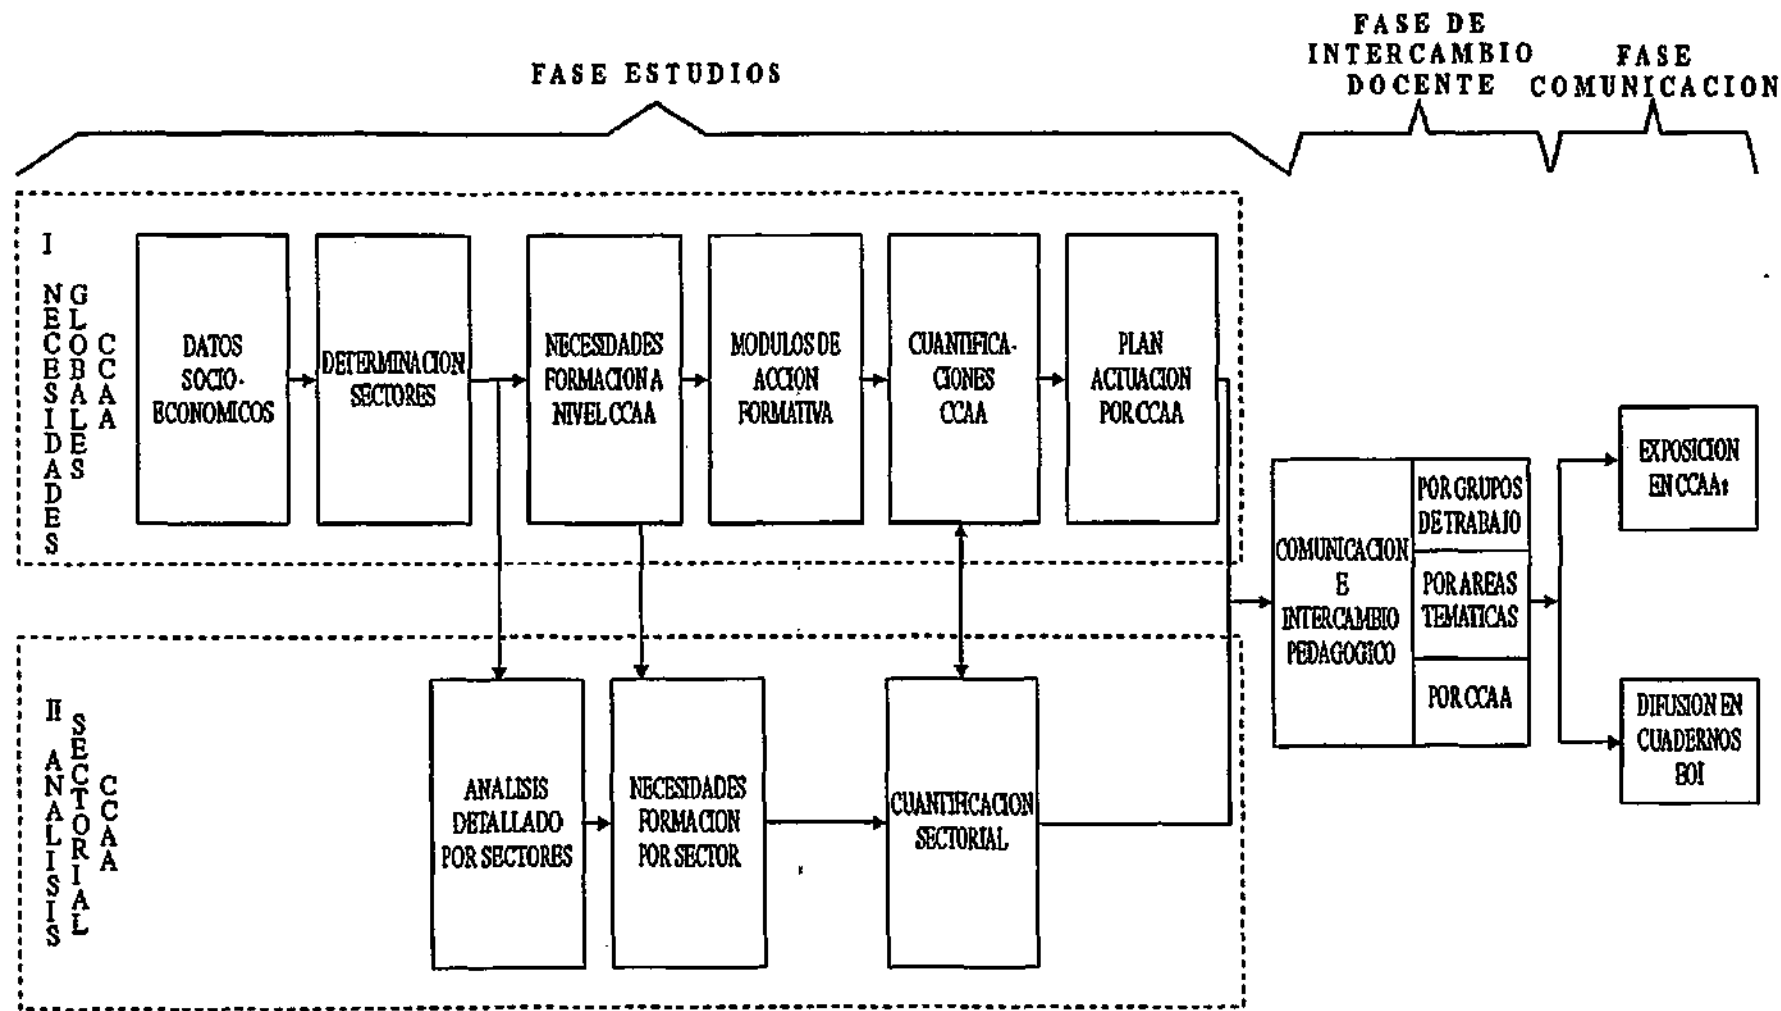 FASE ESTUDIOS
FASE DE
INTERCAMBIO
DOCENTE
FASE
COMUNICACION
I NECESIDADES
GLOBALES
CCAA
DATOS
SOCIO-
ECONOMICOS
DETERMINACION
SECTORES
NECESIDADES
FORMACION A
NIVEL CCAA
MODULOS DE
ACCION
FORMATIVA
CUANTIFICA-
CIONES
CCAA
PLAN
ACTUACION
POR CCAA
COMUNICACION
E
INTERCAMBIO
PEDAGOGICO
POR GRUPOS
DE TRABAJO
POR AREAS
TEMATICAS
POR CCAA
EXPOSICION
EN CCAAs
DIFUSION EN
CUADERNOS
EOI
II ANALISIS
SECTORIAL
CCAA
ANALISIS
DETALLADO
POR SECTORES
NECESIDADES
FORMACION
POR SECTOR
CUANTIFICACION
SECTORIAL